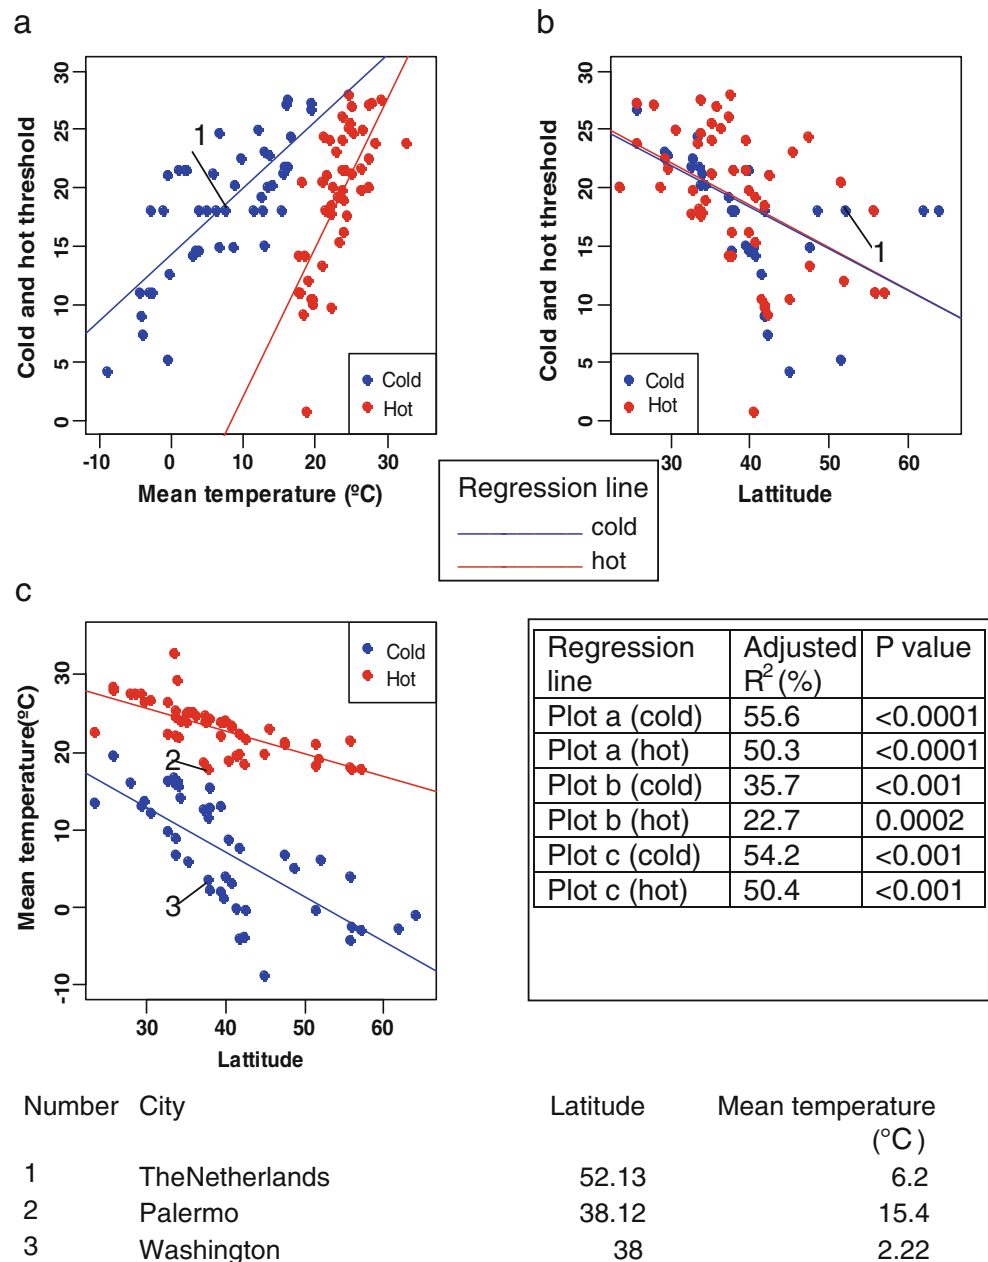 a
Cold and hot threshold
30
25
20
15
10
5
0
1
Cold
Hot
-10 0 10 20 30
Mean temperature (ºC)
b
Cold and hot threshold
30
25
20
15
10
5
0
1
Cold
Hot
30 40 50 60
Lattitude
Regression line
cold
hot
c
Mean temperature(ºC)
30
20
10
0
-10
Cold
Hot
2
3
30 40 50 60
Lattitude
Regression line Adjusted R2 (%) P value
Plot a (cold) 55.6 <0.0001
Plot a (hot) 50.3 <0.0001
Plot b (cold) 35.7 <0.001
Plot b (hot) 22.7 0.0002
Plot c (cold) 54.2 <0.001
Plot c (hot) 50.4 <0.001
Number City Latitude Mean temperature (°C)
1 TheNetherlands 52.13 6.2
2 Palermo 38.12 15.4
3 Washington 38 2.22